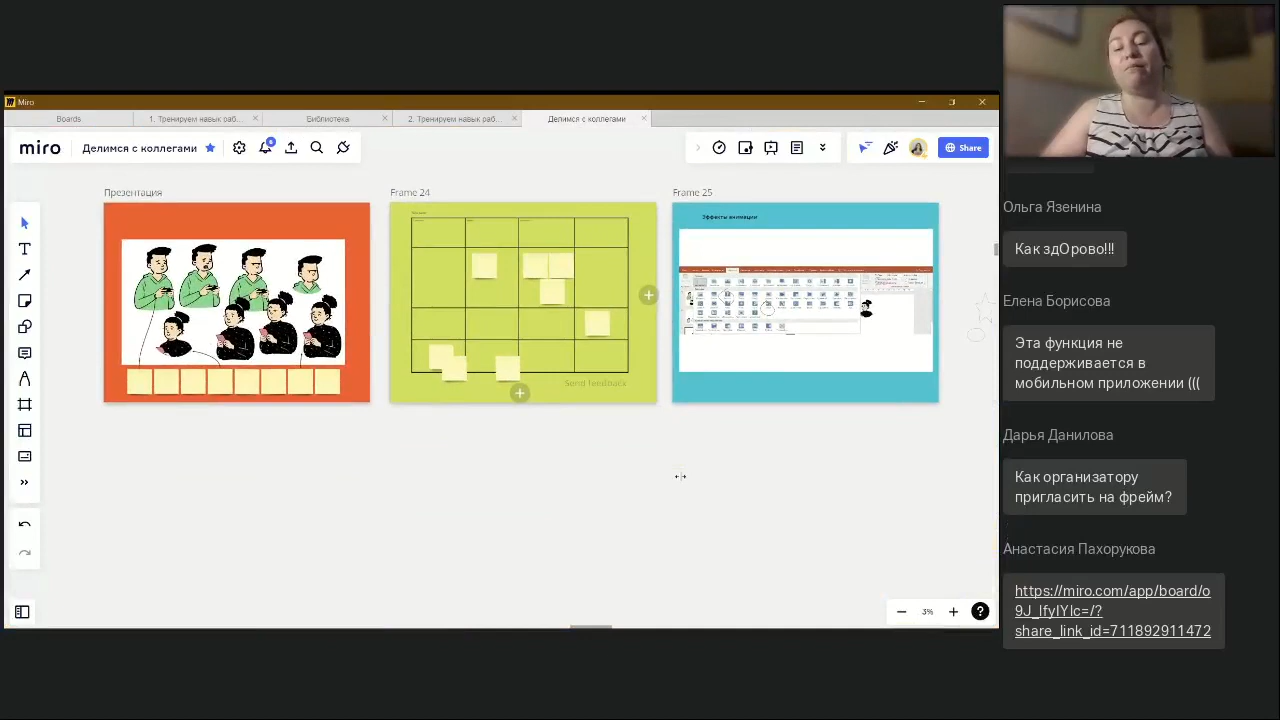 Miro
Boards
1. Тренируем навык раб...
Библиотека
2. Тренируем навык раб...
Делимся с коллегами
miro
Делимся с коллегами
6
Share
Презентация
Frame 24
Frame 25
Эффекты анимации
Send feedback
3%
Ольга Язенина
Как здОрово!!!
Елена Борисова
Эта функция не
поддерживается в
мобильном приложении (((
Дарья Данилова
Как организатору
пригласить на фрейм?
Анастасия Пахорукова
https://miro.com/app/board/o
9J_lfyIYlc=/?
share_link_id=711892911472